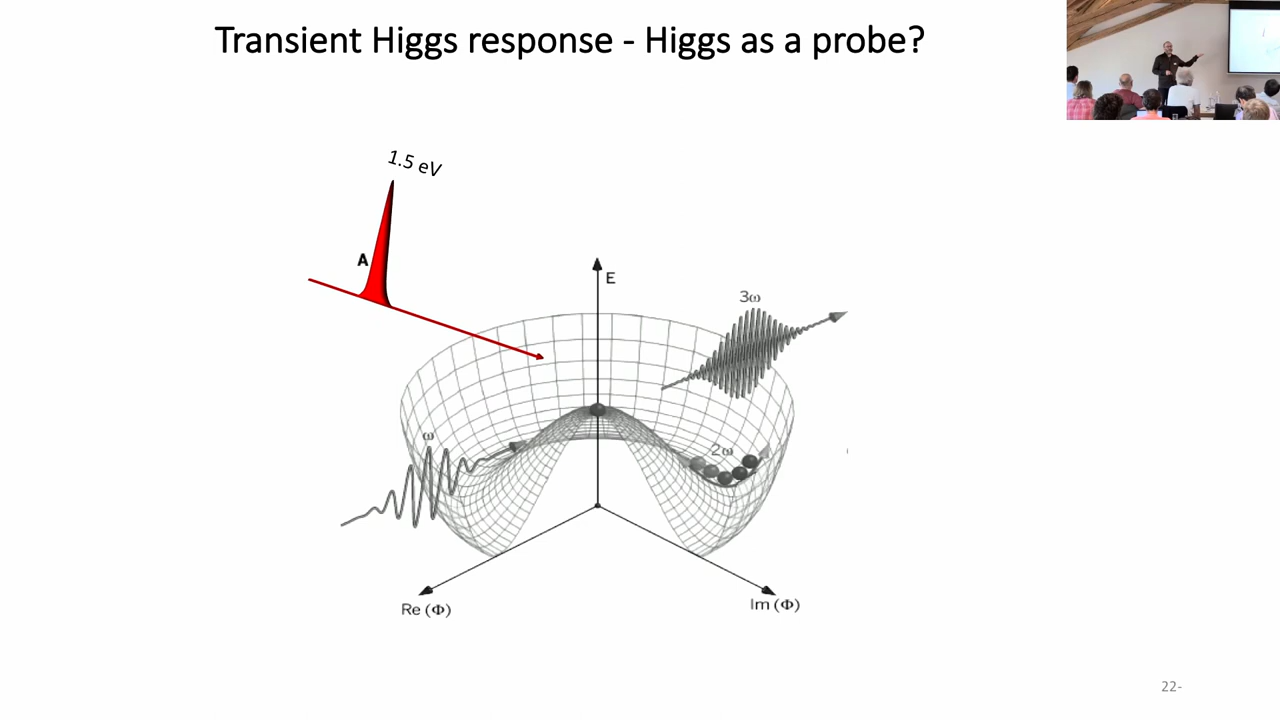 Transient Higgs response - Higgs as a probe?
1.5 eV
A
E
3ω
ω
2ω
Re (Φ)
Im (Φ)
22-